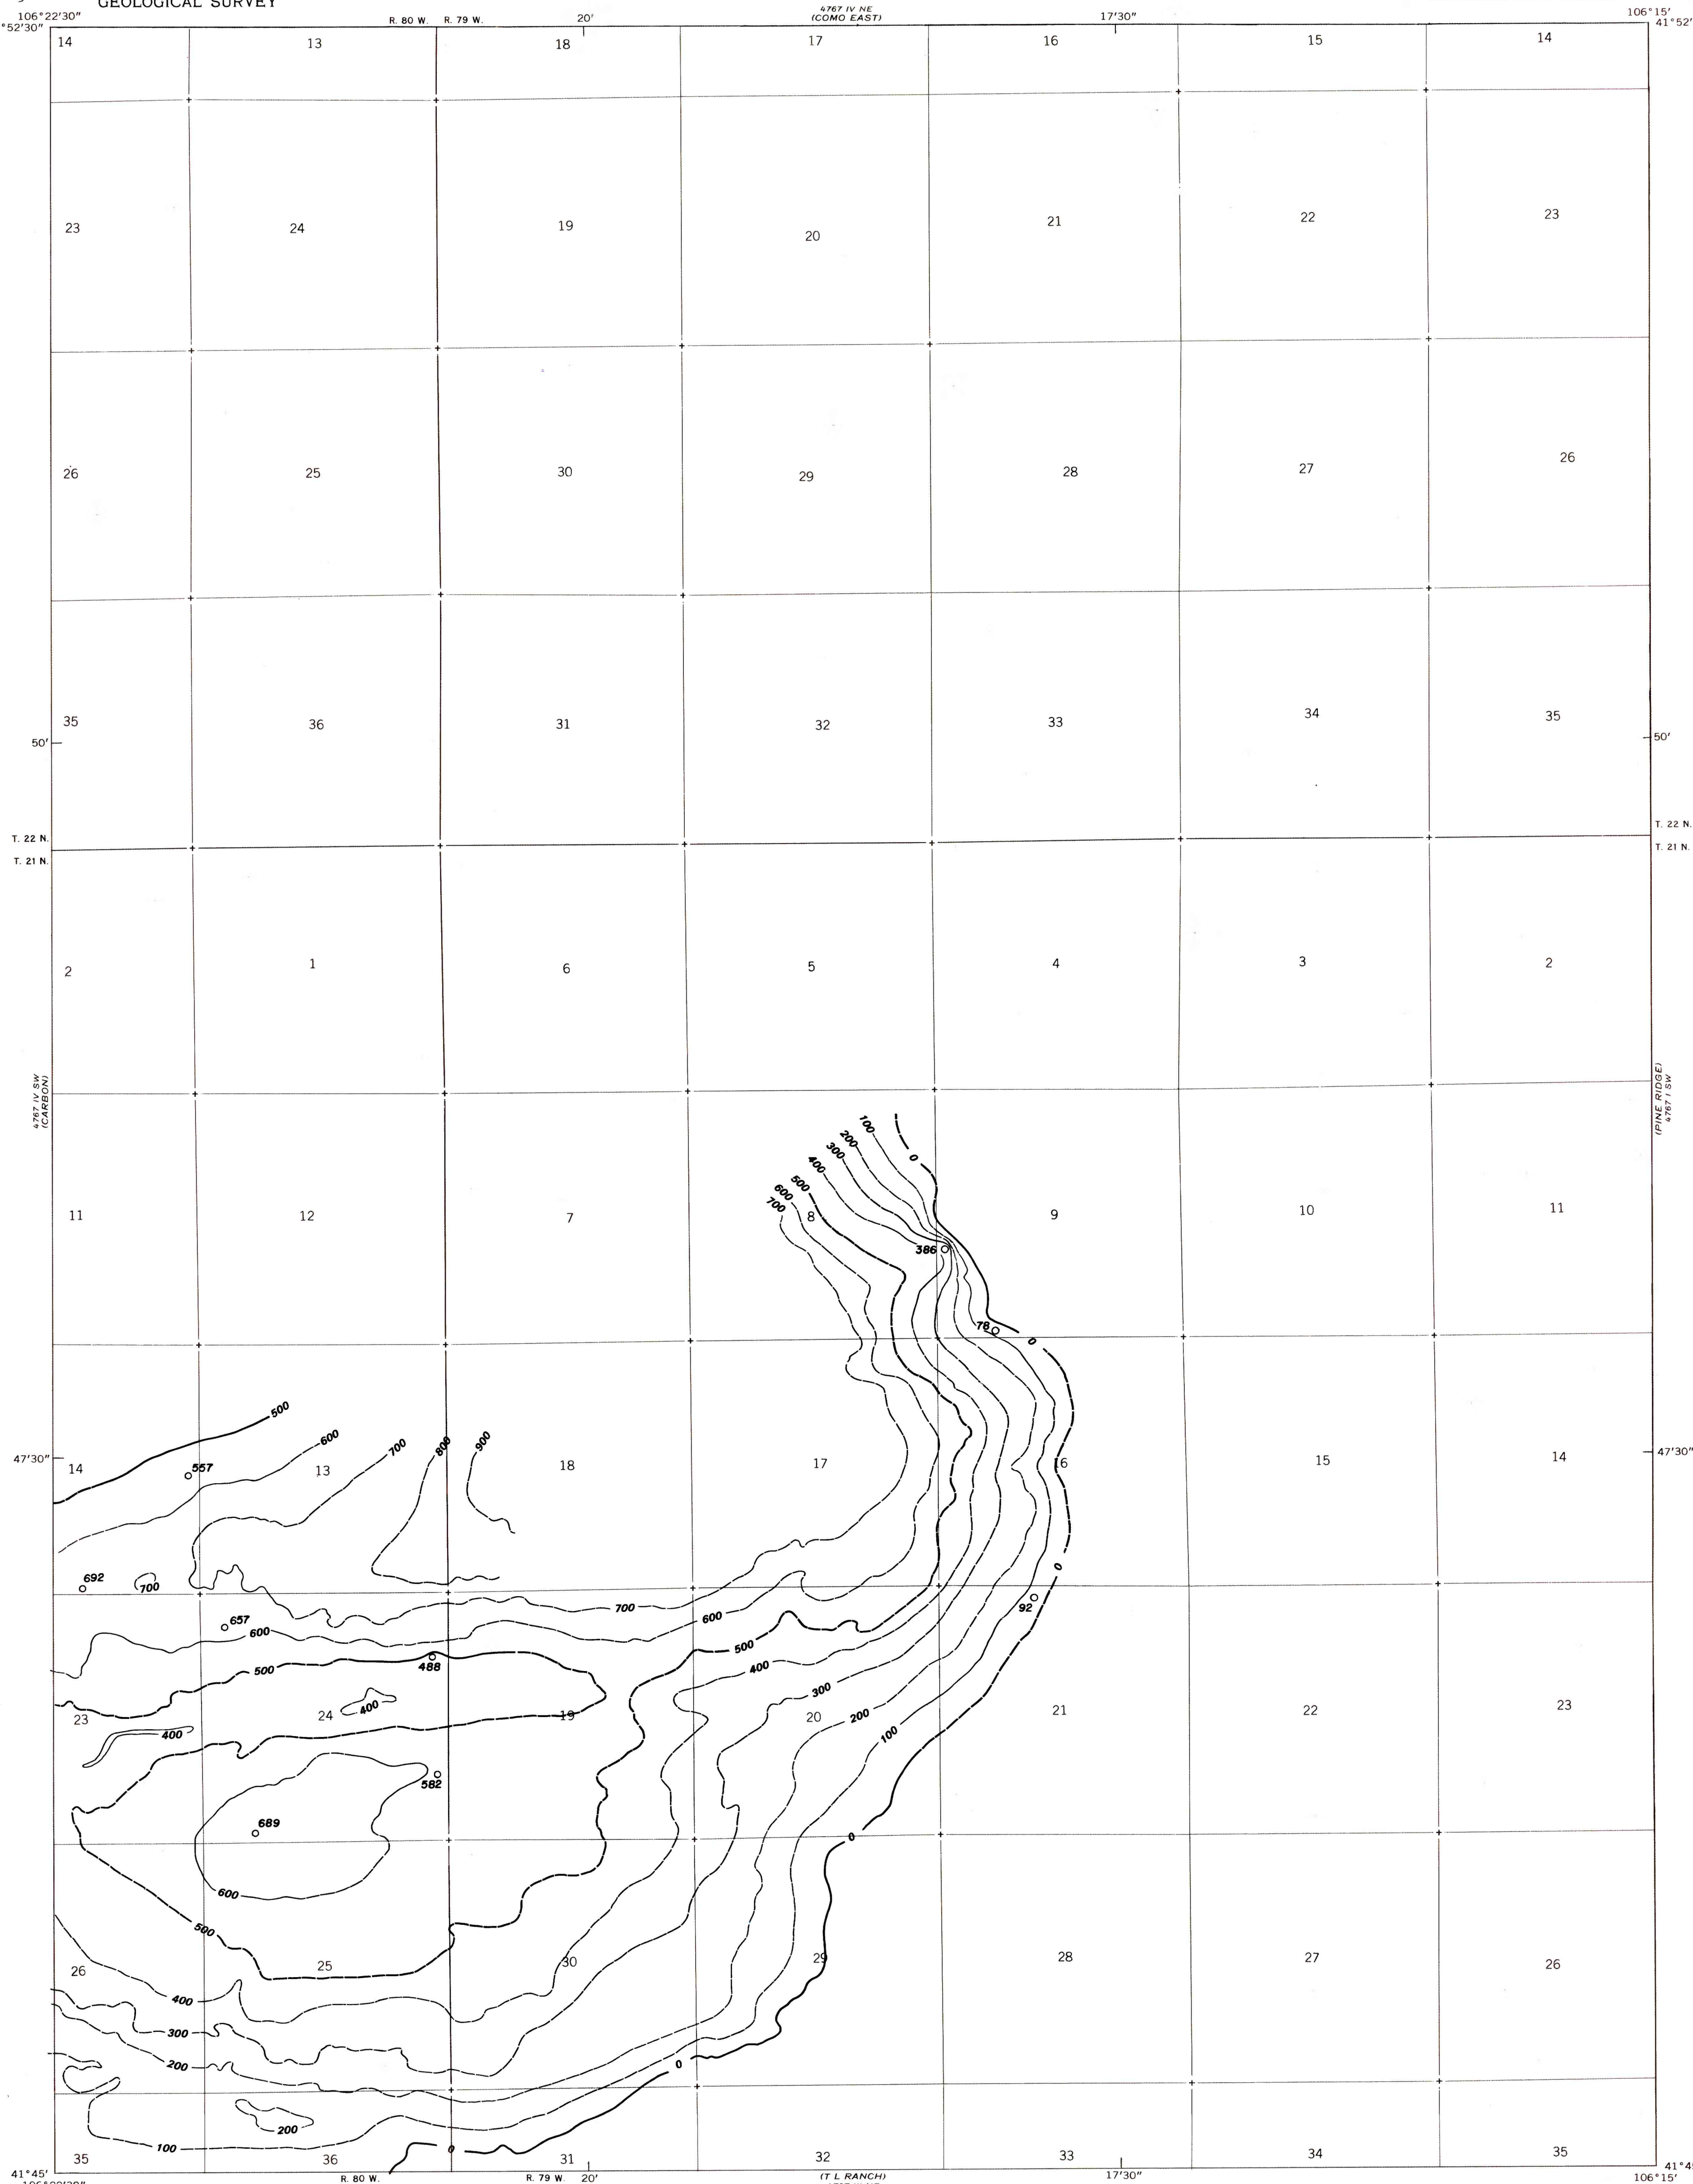 GEOLOGICAL SURVEY
106°22'30" R. 80 W. R. 79 W. 20' 4767 IV NE 17'30" 106°15'
(COMO EAST)
°52'30" 41°52'
14 13 18 17 16 15 14
23 24 19 20 21 22 23
26 25 30 29 28 27 26
35 36 31 32 33 34 35
50' 50'
T. 22 N. T. 22 N.
T. 21 N. T. 21 N.
2 1 6 5 4 3 2
4767 IV SW
(CARBON)
(PINE RIDGE)
4767 I SW
100
200 0
300
400
500
600
700
11 12 7 8 9 10 11
386
78 0
500
600 700 800 900
47'30" 47'30"
14 557 13 18 17 16 15 14
0
692 700
700 92
657 600 600
500 488 500 400
300
400
23 24 19 20 200 21 22 23
400 100
582
689 0
600
500
26 25 30 29 28 27 26
400
300
200 0
200
100 0
35 36 31 32 33 34 35
41°45' R. 80 W. R. 79 W. 20' (T L RANCH) 17'30" 106°15'